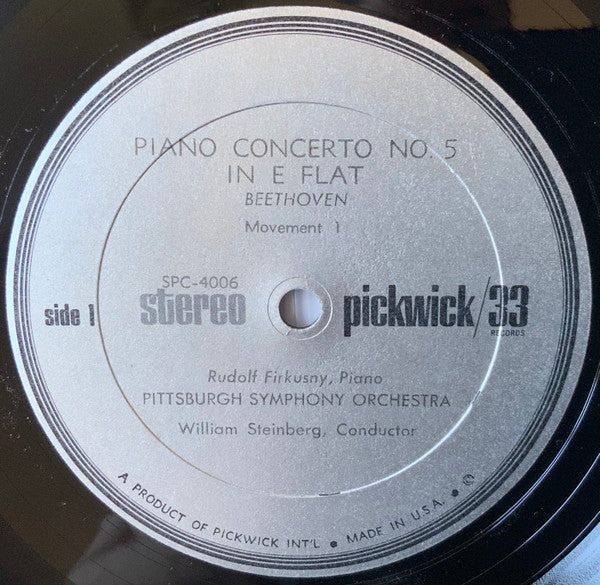 PIANO CONCERTO NO. 5
IN E FLAT
BEETHOVEN
Movement 1
SPC-4006
side 1 stereo pickwick/33
RECORDS
Rudolf Firkusny, Piano
PITTSBURGH SYMPHONY ORCHESTRA
William Steinberg, Conductor
A PRODUCT OF PICKWICK INT'L • MADE IN U.S.A. •